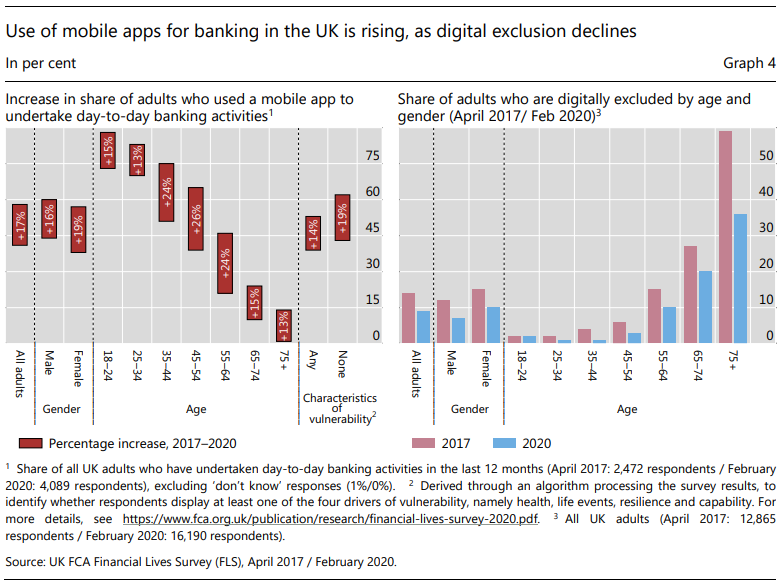 Use of mobile apps for banking in the UK is rising, as digital exclusion declines
In per cent
Graph 4
Increase in share of adults who used a mobile app to
undertake day-to-day banking activities¹
75
60
45
30
15
0
+17%
+16%
+19%
+15%
+13%
+24%
+26%
+24%
+15%
+13%
+14%
+19%
All adults
Male
Female
18–24
25–34
35–44
45–54
55–64
65–74
75+
Any
None
Gender
Age
Characteristics
of
vulnerability²
Percentage increase, 2017–2020
Share of adults who are digitally excluded by age and
gender (April 2017/ Feb 2020)³
50
40
30
20
10
0
All adults
Male
Female
18–24
25–34
35–44
45–54
55–64
65–74
75+
Gender
Age
2017
2020
¹ Share of all UK adults who have undertaken day-to-day banking activities in the last 12 months (April 2017: 2,472 respondents / February
2020: 4,089 respondents), excluding ‘don’t know’ responses (1%/0%). ² Derived through an algorithm processing the survey results, to
identify whether respondents display at least one of the four drivers of vulnerability, namely health, life events, resilience and capability. For
more details, see https://www.fca.org.uk/publication/research/financial-lives-survey-2020.pdf. ³ All UK adults (April 2017: 12,865
respondents / February 2020: 16,190 respondents).
Source: UK FCA Financial Lives Survey (FLS), April 2017 / February 2020.